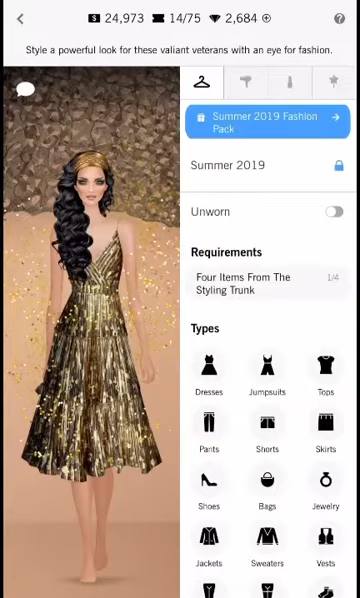 24,973 14/75 2,684
Style a powerful look for these valiant veterans with an eye for fashion.
Summer 2019 Fashion
Pack
Summer 2019
Unworn
Requirements
Four Items From The
Styling Trunk
1/4
Types
Dresses Jumpsuits Tops
Pants Shorts Skirts
Shoes Bags Jewelry
Jackets Sweaters Vests